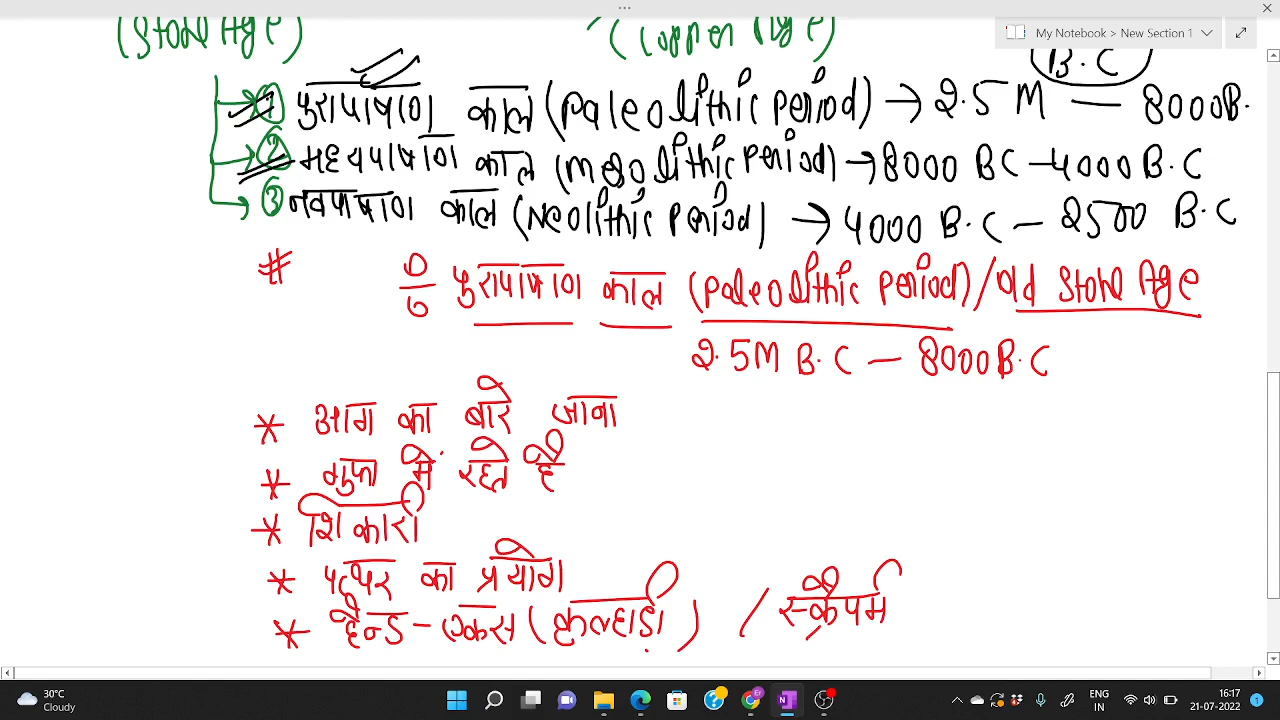 ...
(Stone Age) (Copper Age)
My Notebook > New Section 1
B.C
① पुरापाषाण काल (Paleolithic Period) → 2.5 M — 8000B.
② मध्यपाषाण काल (Mesolithic Period) → 8000 BC – 4000 B.C
③ नवपाषाण काल (Neolithic Period) → 4000 B.C – 2500 B.C
# पुरापाषाण काल (Paleolithic Period) / Old Stone Age
2.5M B.C — 8000 B.C
* आग का बारे जाना
* गुफा में रहते है
* शिकारी
* पत्थर का प्रयोग
* हैन्ड - एक्स (कुल्हाड़ी) / स्क्रैपर्स
30°C
Cloudy
ENG
IN
16:17
21-07-2022